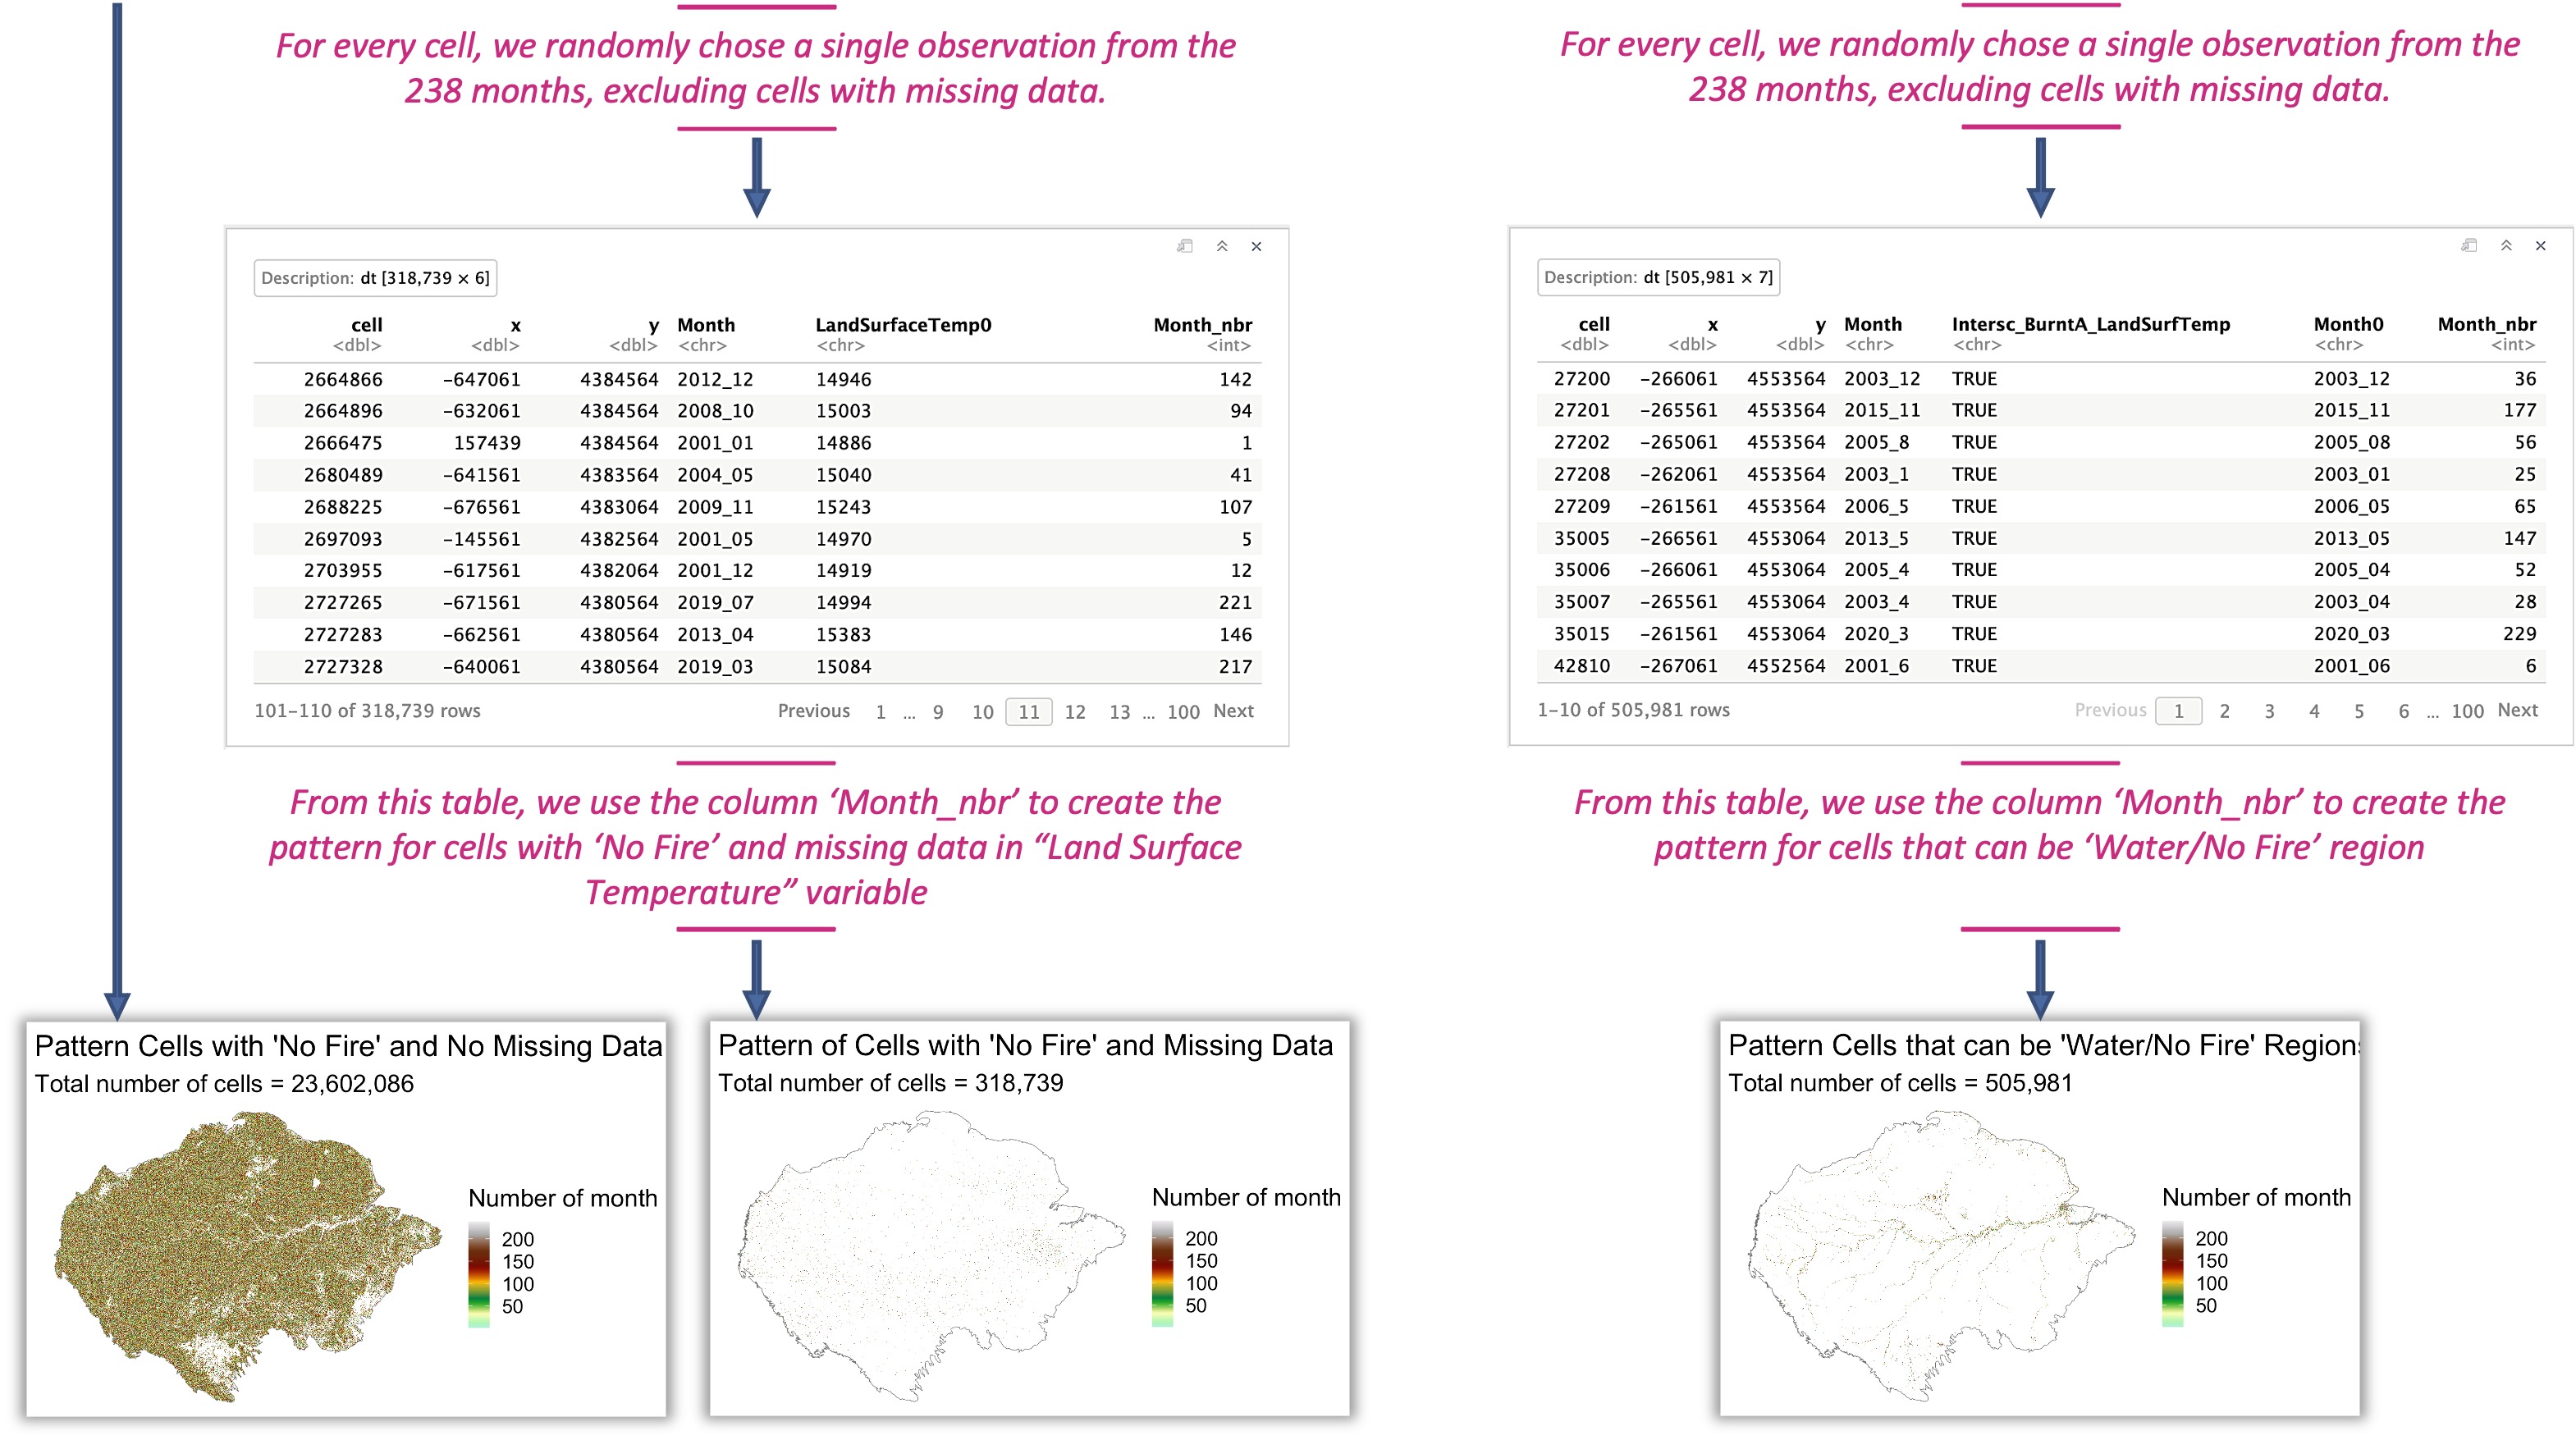 For every cell, we randomly chose a single observation from the
238 months, excluding cells with missing data.
Description: dt [318,739 × 6]
cell x y Month LandSurfaceTemp0 Month_nbr
<dbl> <dbl> <dbl> <chr> <chr> <int>
2664866 -647061 4384564 2012_12 14946 142
2664896 -632061 4384564 2008_10 15003 94
2666475 157439 4384564 2001_01 14886 1
2680489 -641561 4383564 2004_05 15040 41
2688225 -676561 4383064 2009_11 15243 107
2697093 -145561 4382564 2001_05 14970 5
2703955 -617561 4382064 2001_12 14919 12
2727265 -671561 4380564 2019_07 14994 221
2727283 -662561 4380564 2013_04 15383 146
2727328 -640061 4380564 2019_03 15084 217
101-110 of 318,739 rows Previous 1 ... 9 10 11 12 13 ... 100 Next
From this table, we use the column ‘Month_nbr’ to create the
pattern for cells with ‘No Fire’ and missing data in “Land Surface
Temperature” variable
For every cell, we randomly chose a single observation from the
238 months, excluding cells with missing data.
Description: dt [505,981 × 7]
cell x y Month Intersc_BurntA_LandSurfTemp Month0 Month_nbr
<dbl> <dbl> <dbl> <chr> <chr> <chr> <int>
27200 -266061 4553564 2003_12 TRUE 2003_12 36
27201 -265561 4553564 2015_11 TRUE 2015_11 177
27202 -265061 4553564 2005_8 TRUE 2005_08 56
27208 -262061 4553564 2003_1 TRUE 2003_01 25
27209 -261561 4553564 2006_5 TRUE 2006_05 65
35005 -266561 4553064 2013_5 TRUE 2013_05 147
35006 -266061 4553064 2005_4 TRUE 2005_04 52
35007 -265561 4553064 2003_4 TRUE 2003_04 28
35015 -261561 4553064 2020_3 TRUE 2020_03 229
42810 -267061 4552564 2001_6 TRUE 2001_06 6
1-10 of 505,981 rows Previous 1 2 3 4 5 6 ... 100 Next
From this table, we use the column ‘Month_nbr’ to create the
pattern for cells that can be ‘Water/No Fire’ region
Pattern Cells with 'No Fire' and No Missing Data
Total number of cells = 23,602,086
Number of month
200
150
100
50
Pattern of Cells with 'No Fire' and Missing Data
Total number of cells = 318,739
Number of month
200
150
100
50
Pattern Cells that can be 'Water/No Fire' Regions
Total number of cells = 505,981
Number of month
200
150
100
50